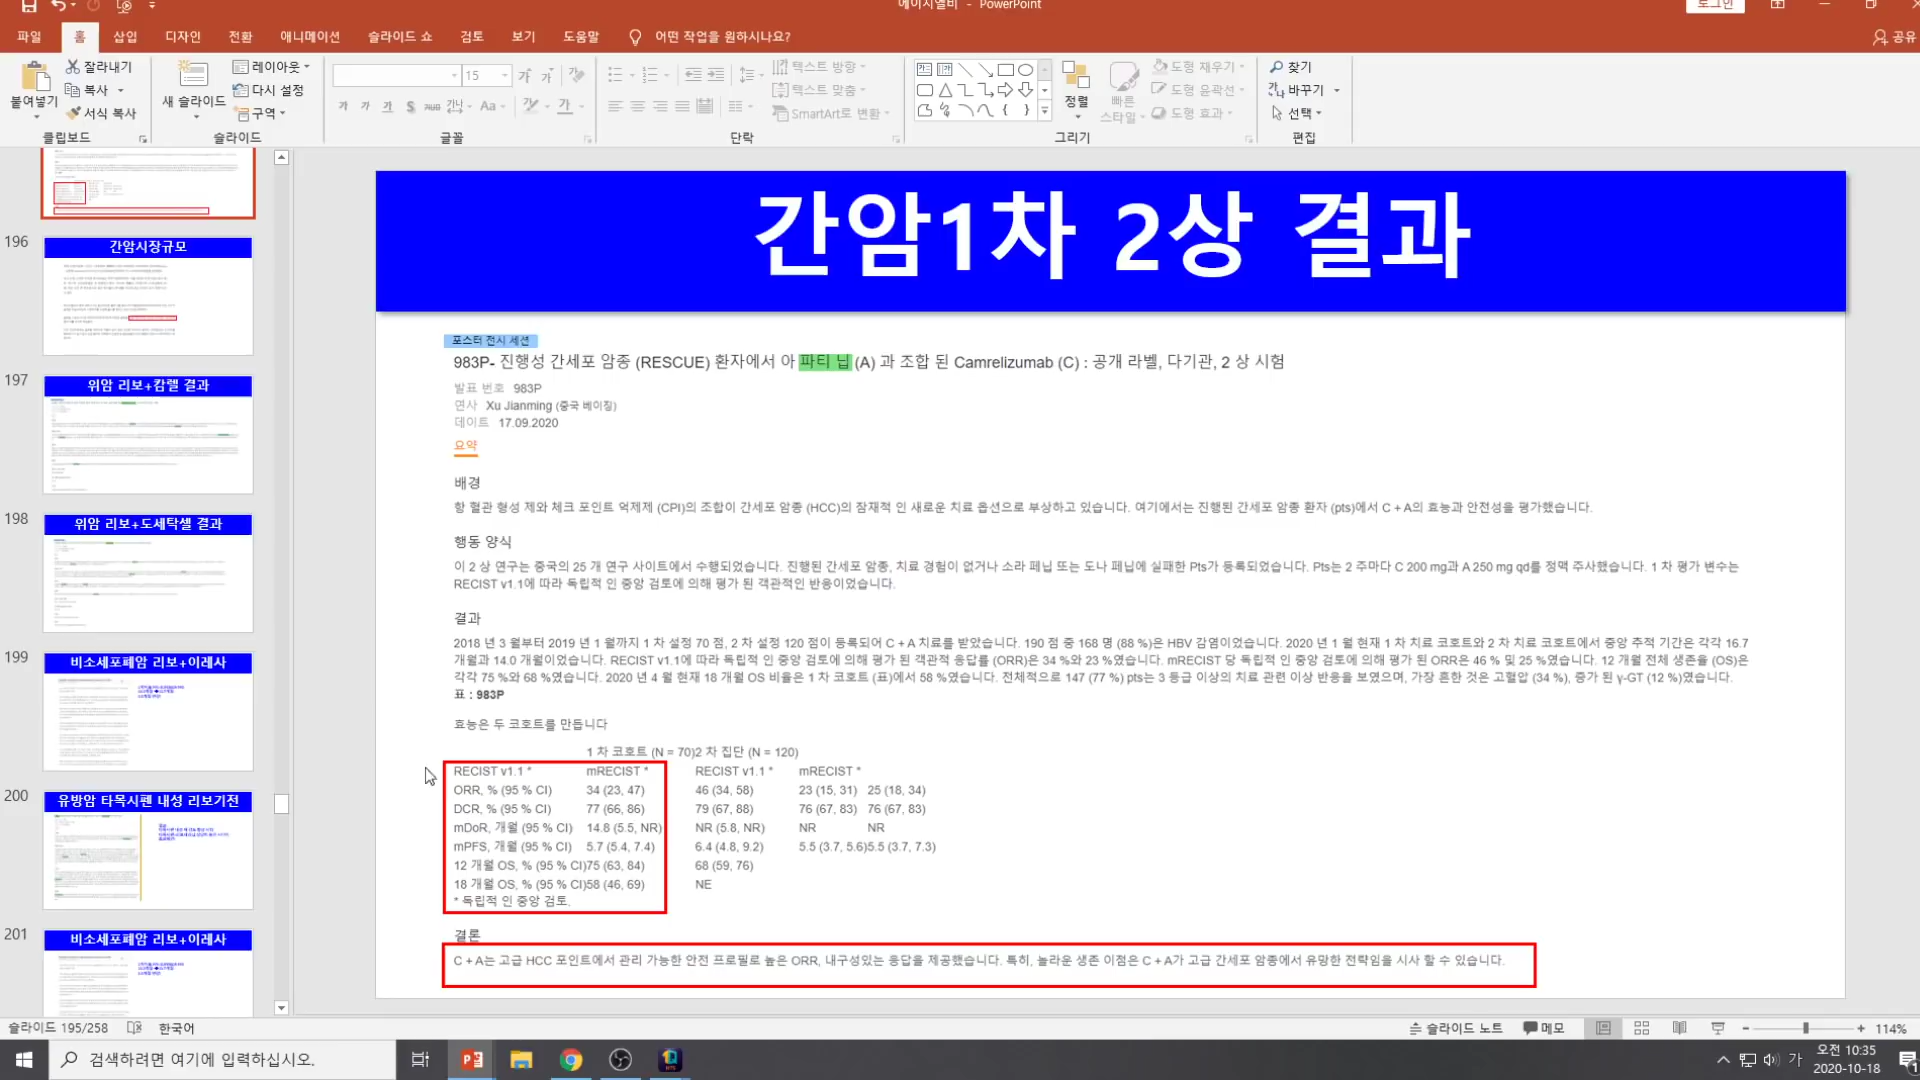 에이치엘비 - PowerPoint
로그인
파일 홈 삽입 디자인 전환 애니메이션 슬라이드 쇼 검토 보기 도움말 어떤 작업을 원하시나요? 공유
붙여넣기
잘라내기
복사
서식 복사
클립보드
새 슬라이드
레이아웃
다시 설정
구역
슬라이드
15
글꼴
텍스트 방향
텍스트 맞춤
SmartArt로 변환
단락
정렬
빠른 스타일
도형 채우기
도형 윤곽선
도형 효과
그리기
찾기
바꾸기
선택
편집
196
간암시장규모
197
위암 리보+캄렐 결과
198
위암 리보+도세탁셀 결과
199
비소세포폐암 리보+이레사
200
유방암 타목시펜 내성 리보기전
201
비소세포폐암 리보+이레사
간암1차 2상 결과
포스터 전시 세션
983P- 진행성 간세포 암종 (RESCUE) 환자에서 아 파티 닙 (A) 과 조합 된 Camrelizumab (C) : 공개 라벨, 다기관, 2 상 시험
발표 번호 983P
연사 Xu Jianming (중국 베이징)
데이트 17.09.2020
요약
배경
항 혈관 형성 제와 체크 포인트 억제제 (CPI)의 조합이 간세포 암종 (HCC)의 잠재적 인 새로운 치료 옵션으로 부상하고 있습니다. 여기에서는 진행된 간세포 암종 환자 (pts)에서 C + A의 효능과 안전성을 평가했습니다.
행동 양식
이 2 상 연구는 중국의 25 개 연구 사이트에서 수행되었습니다. 진행된 간세포 암종, 치료 경험이 없거나 소라 페닙 또는 도나 페닙에 실패한 Pts가 등록되었습니다. Pts는 2 주마다 C 200 mg과 A 250 mg qd를 정맥 주사했습니다. 1 차 평가 변수는
RECIST v1.1에 따라 독립적 인 중앙 검토에 의해 평가 된 객관적인 반응이었습니다.
결과
2018 년 3 월부터 2019 년 1 월까지 1 차 설정 70 점, 2 차 설정 120 점이 등록되어 C + A 치료를 받았습니다. 190 점 중 168 명 (88 %)은 HBV 감염이었습니다. 2020 년 1 월 현재 1 차 치료 코호트와 2 차 치료 코호트에서 중앙 추적 기간은 각각 16.7
개월과 14.0 개월이었습니다. RECIST v1.1에 따라 독립적 인 중앙 검토에 의해 평가 된 객관적 응답률 (ORR)은 34 %와 23 %였습니다. mRECIST 당 독립적 인 중앙 검토에 의해 평가 된 ORR은 46 % 및 25 %였습니다. 12 개월 전체 생존율 (OS)은
각각 75 %와 68 %였습니다. 2020 년 4 월 현재 18 개월 OS 비율은 1 차 코호트 (표)에서 58 %였습니다. 전체적으로 147 (77 %) pts는 3 등급 이상의 치료 관련 이상 반응을 보였으며, 가장 흔한 것은 고혈압 (34 %), 증가 된 γ-GT (12 %)였습니다.
표 : 983P
효능은 두 코호트를 만듭니다
1 차 코호트 (N = 70)2 차 집단 (N = 120)
RECIST v1.1 * mRECIST * RECIST v1.1 * mRECIST *
ORR, % (95 % CI) 34 (23, 47) 46 (34, 58) 23 (15, 31) 25 (18, 34)
DCR, % (95 % CI) 77 (66, 86) 79 (67, 88) 76 (67, 83) 76 (67, 83)
mDoR, 개월 (95 % CI) 14.8 (5.5, NR) NR (5.8, NR) NR NR
mPFS, 개월 (95 % CI) 5.7 (5.4, 7.4) 6.4 (4.8, 9.2) 5.5 (3.7, 5.6)5.5 (3.7, 7.3)
12 개월 OS, % (95 % CI)75 (63, 84) 68 (59, 76)
18 개월 OS, % (95 % CI)58 (46, 69) NE
* 독립적 인 중앙 검토.
결론
C + A는 고급 HCC 포인트에서 관리 가능한 안전 프로필로 높은 ORR, 내구성있는 응답을 제공했습니다. 특히, 놀라운 생존 이점은 C + A가 고급 간세포 암종에서 유망한 전략임을 시사 할 수 있습니다.
슬라이드 195/258 한국어
슬라이드 노트 메모 114%
검색하려면 여기에 입력하십시오.
가
오전 10:35
2020-10-18